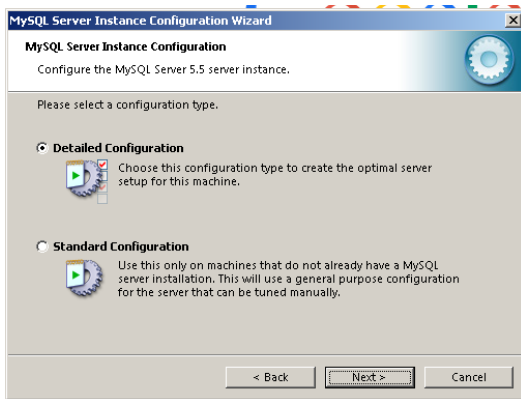 MySQL Server Instance Configuration Wizard
MySQL Server Instance Configuration
Configure the MySQL Server 5.5 server instance.
Please select a configuration type.
Detailed Configuration
Choose this configuration type to create the optimal server
setup for this machine.
Standard Configuration
Use this only on machines that do not already have a MySQL
server installation. This will use a general purpose configuration
for the server that can be tuned manually.
< Back
Next >
Cancel